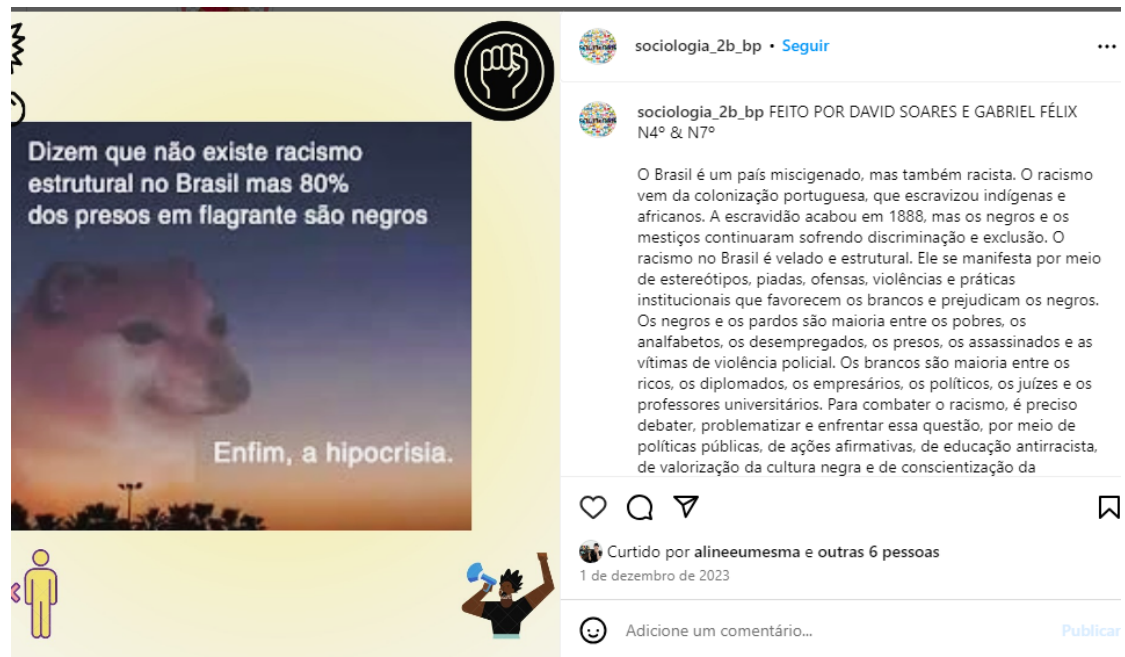 Dizem que não existe racismo
estrutural no Brasil mas 80%
dos presos em flagrante são negros
Enfim, a hipocrisia.
sociologia_2b_bp • Seguir
sociologia_2b_bp FEITO POR DAVID SOARES E GABRIEL FÉLIX
N4º & N7º
O Brasil é um país miscigenado, mas também racista. O racismo
vem da colonização portuguesa, que escravizou indígenas e
africanos. A escravidão acabou em 1888, mas os negros e os
mestiços continuaram sofrendo discriminação e exclusão. O
racismo no Brasil é velado e estrutural. Ele se manifesta por meio
de estereótipos, piadas, ofensas, violências e práticas
institucionais que favorecem os brancos e prejudicam os negros.
Os negros e os pardos são maioria entre os pobres, os
analfabetos, os desempregados, os presos, os assassinados e as
vítimas de violência policial. Os brancos são maioria entre os
ricos, os diplomados, os empresários, os políticos, os juízes e os
professores universitários. Para combater o racismo, é preciso
debater, problematizar e enfrentar essa questão, por meio de
políticas públicas, de ações afirmativas, de educação antirracista,
de valorização da cultura negra e de conscientização da
Curtido por alineeumesma e outras 6 pessoas
1 de dezembro de 2023
Adicione um comentário...
Publicar